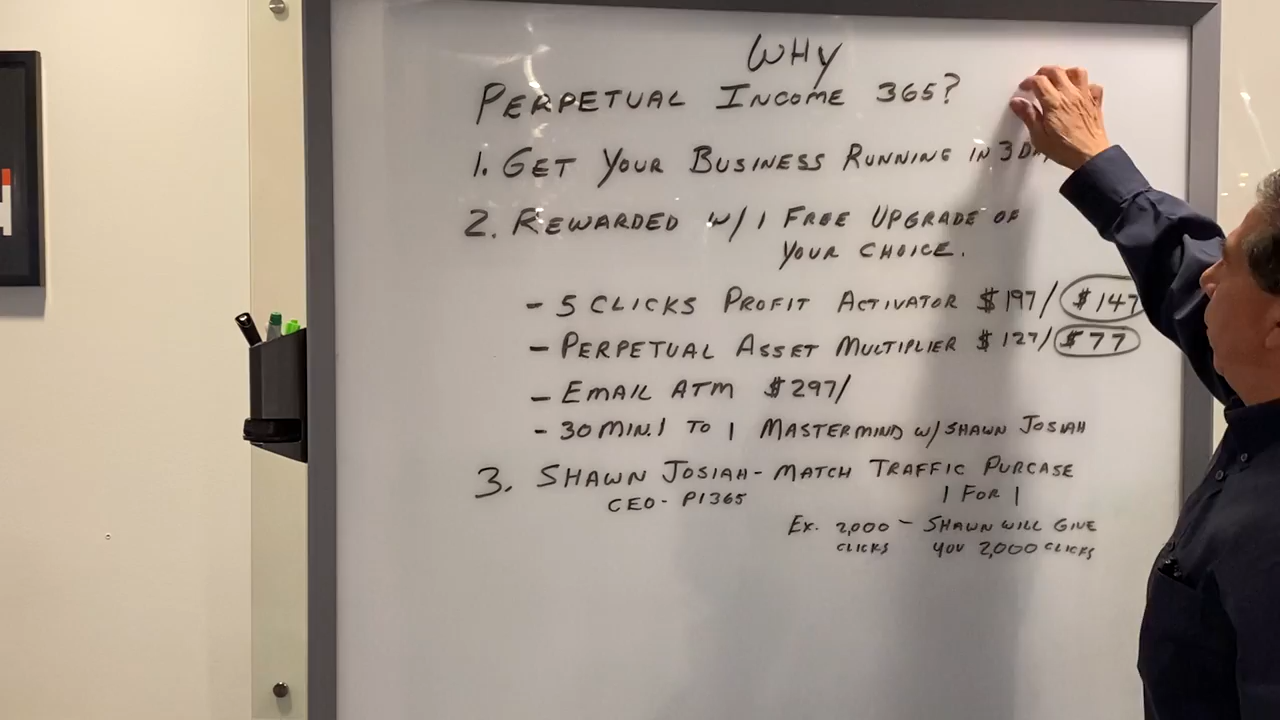 WHY
PERPETUAL INCOME 365?
1. GET YOUR BUSINESS RUNNING IN 3
2. REWARDED W/ 1 FREE UPGRADE OF
YOUR CHOICE.
- 5 CLICKS PROFIT ACTIVATOR $197/ $147
- PERPETUAL ASSET MULTIPLIER $127/ $77
- EMAIL ATM $297/
- 30 MIN. 1 TO 1 MASTERMIND W/ SHAWN JOSIAH
3. SHAWN JOSIAH - MATCH TRAFFIC PURCASE
CEO - PI365 1 FOR 1
EX. 2,000 - SHAWN WILL GIVE
CLICKS YOU 2,000 CLICKS